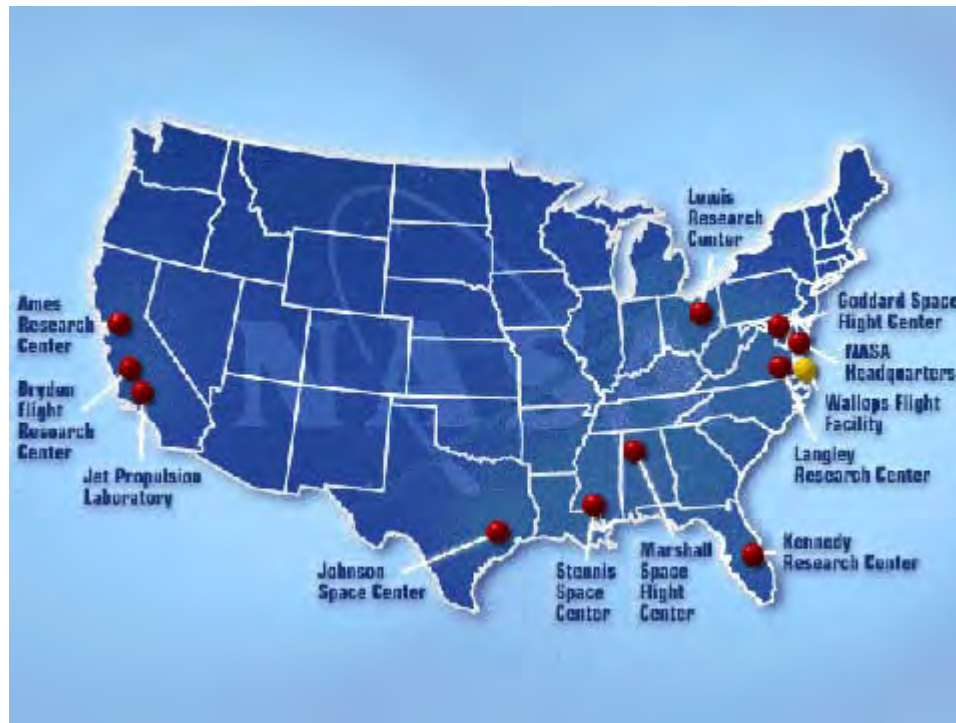 Lewis
Research
Center
Ames
Research
Center
Goddard Space
Flight Center
NASA
Headquarters
Dryden
Flight
Research
Center
Wallops Flight
Facility
Langley
Research Center
Jet Propulsion
Laboratory
NASA
Johnson
Space Center
Stennis
Space
Center
Marshall
Space
Flight
Center
Kennedy
Research Center